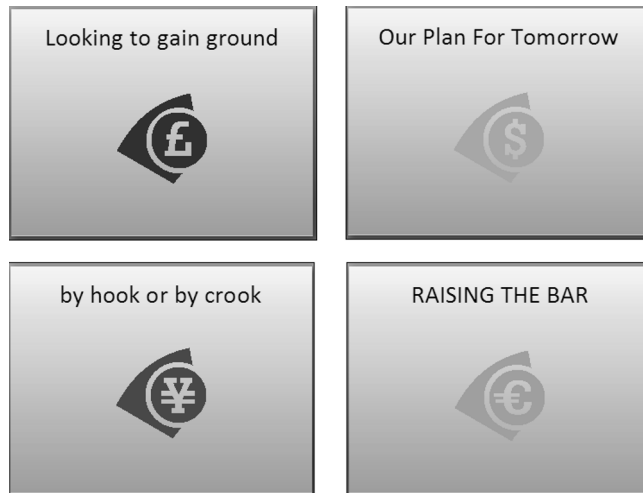 Looking to gain ground
£
Our Plan For Tomorrow
$
by hook or by crook
¥
RAISING THE BAR
€